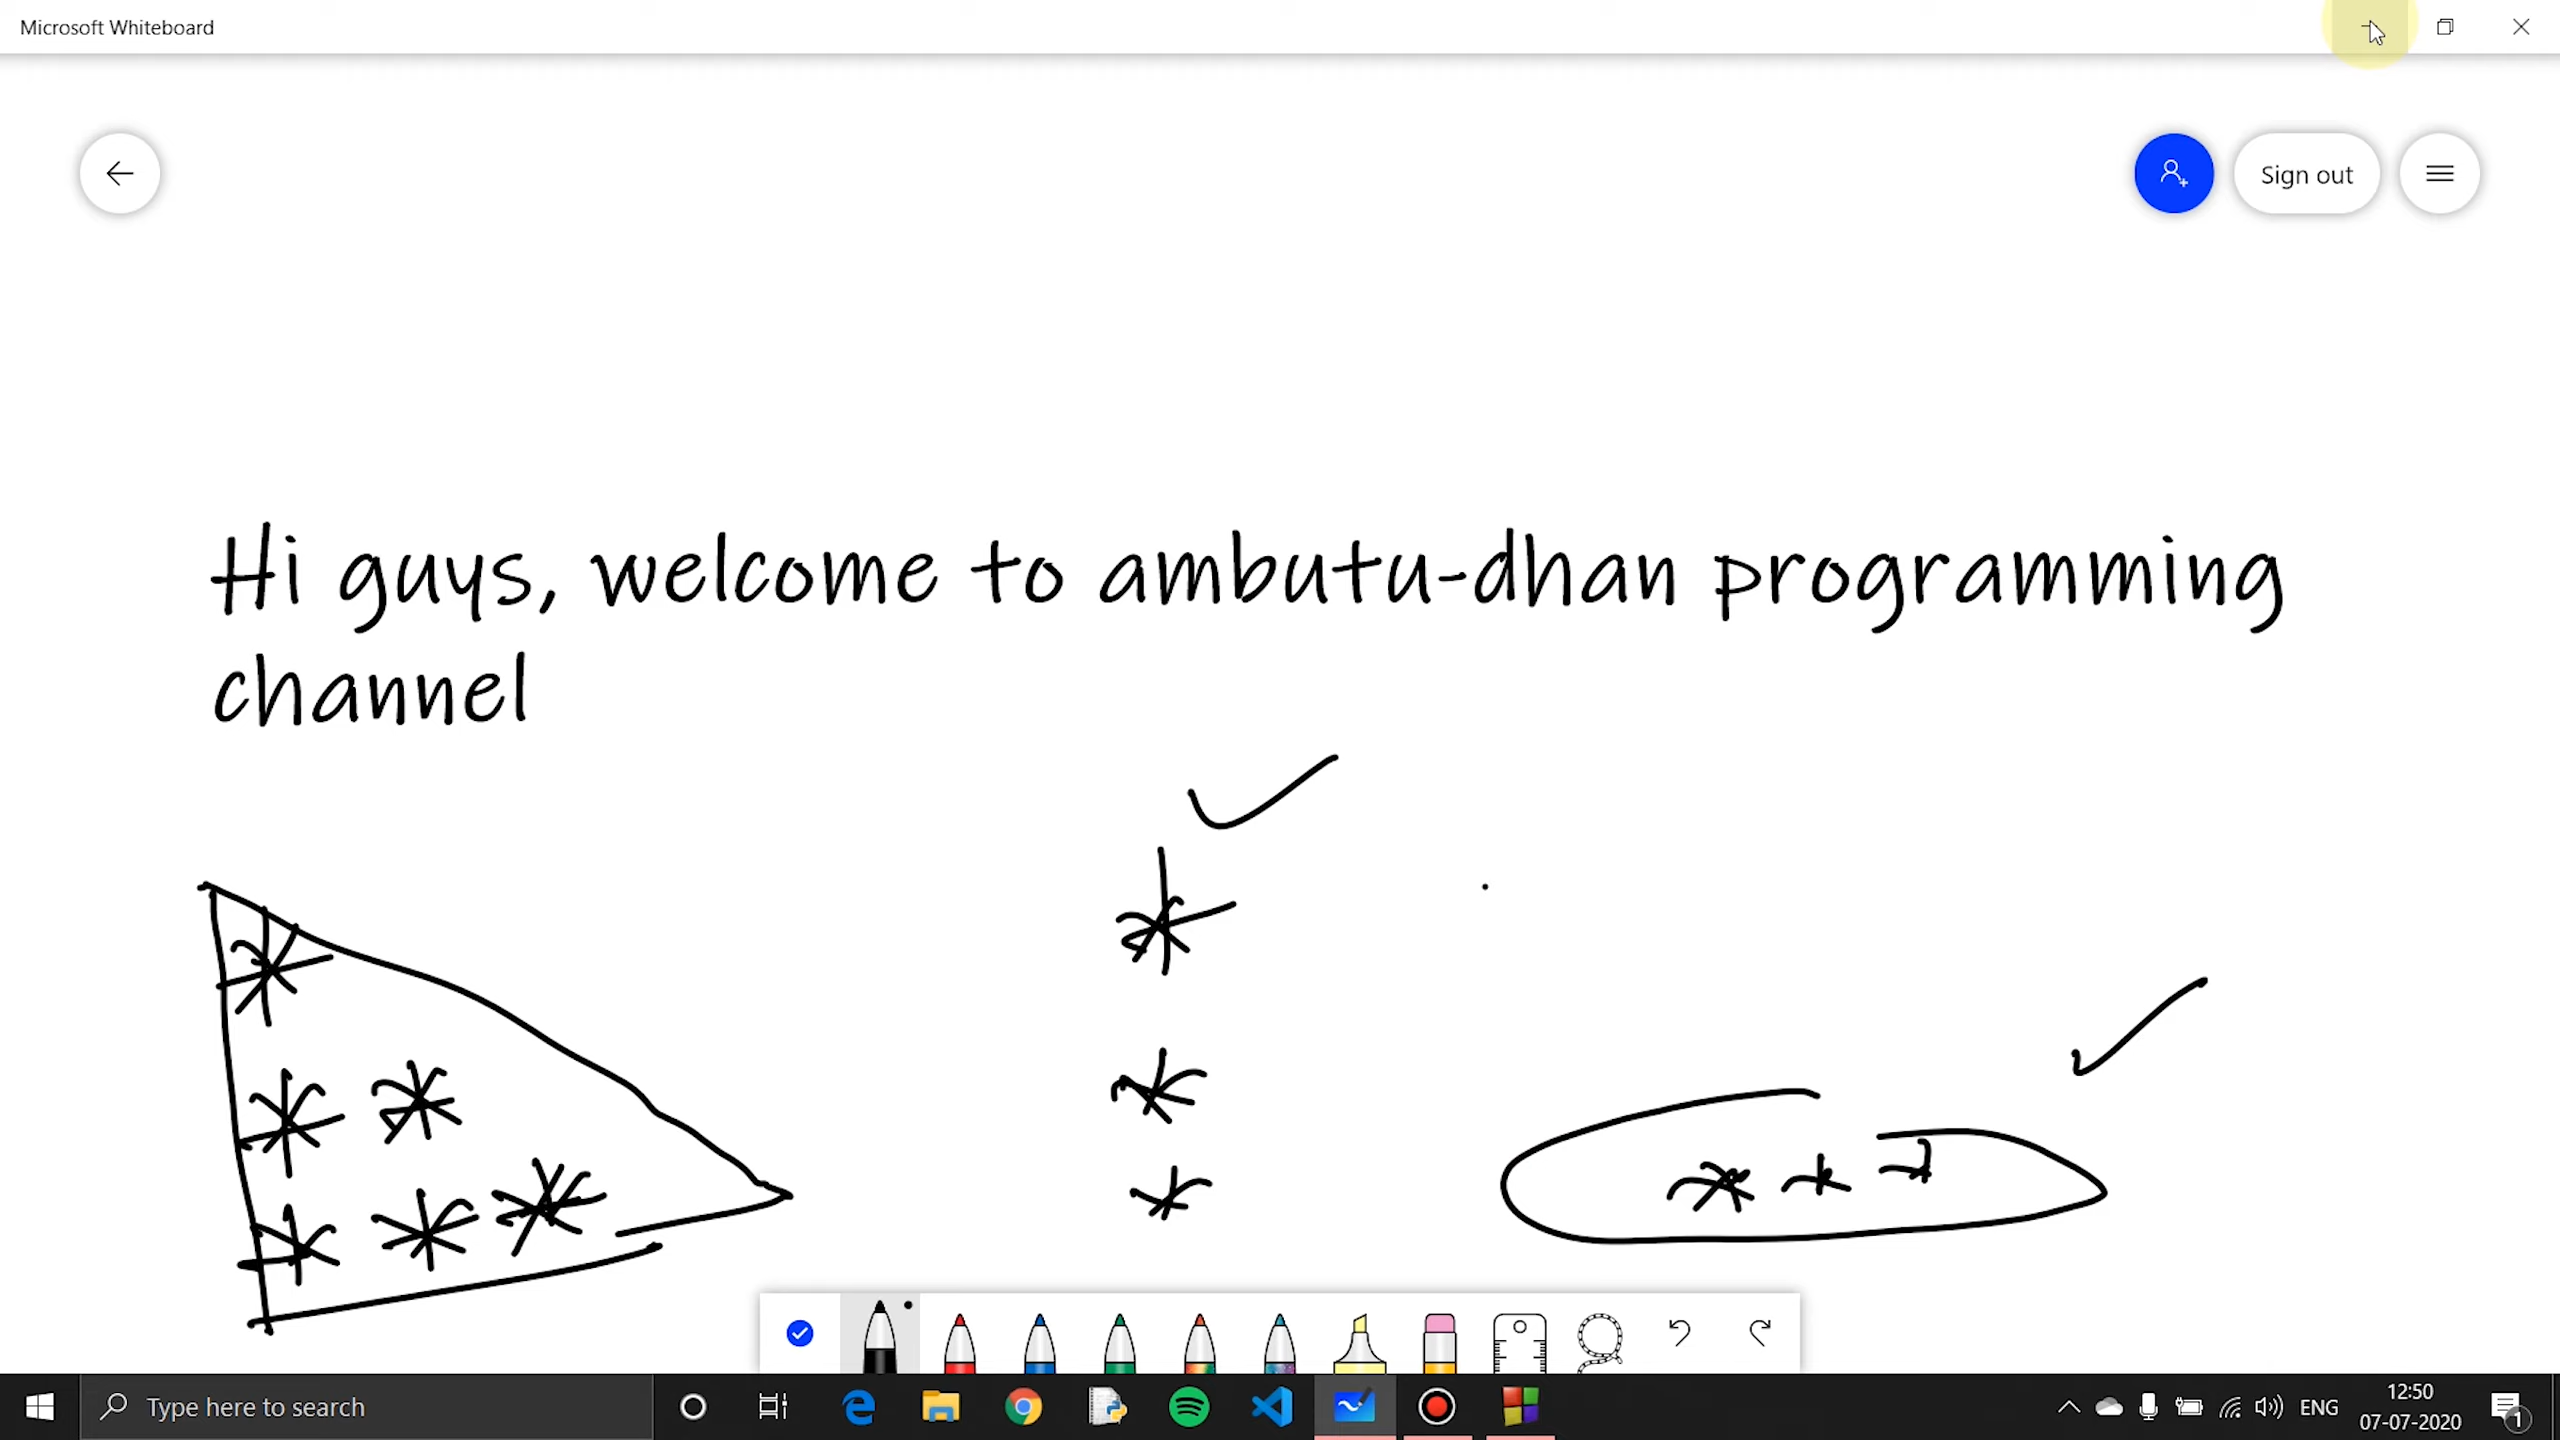 Microsoft Whiteboard
Sign out
Hi guys, welcome to ambutu-dhan programming
channel
*
* *
* * *
*
*
*
* *
Type here to search
ENG
12:50
07-07-2020
1